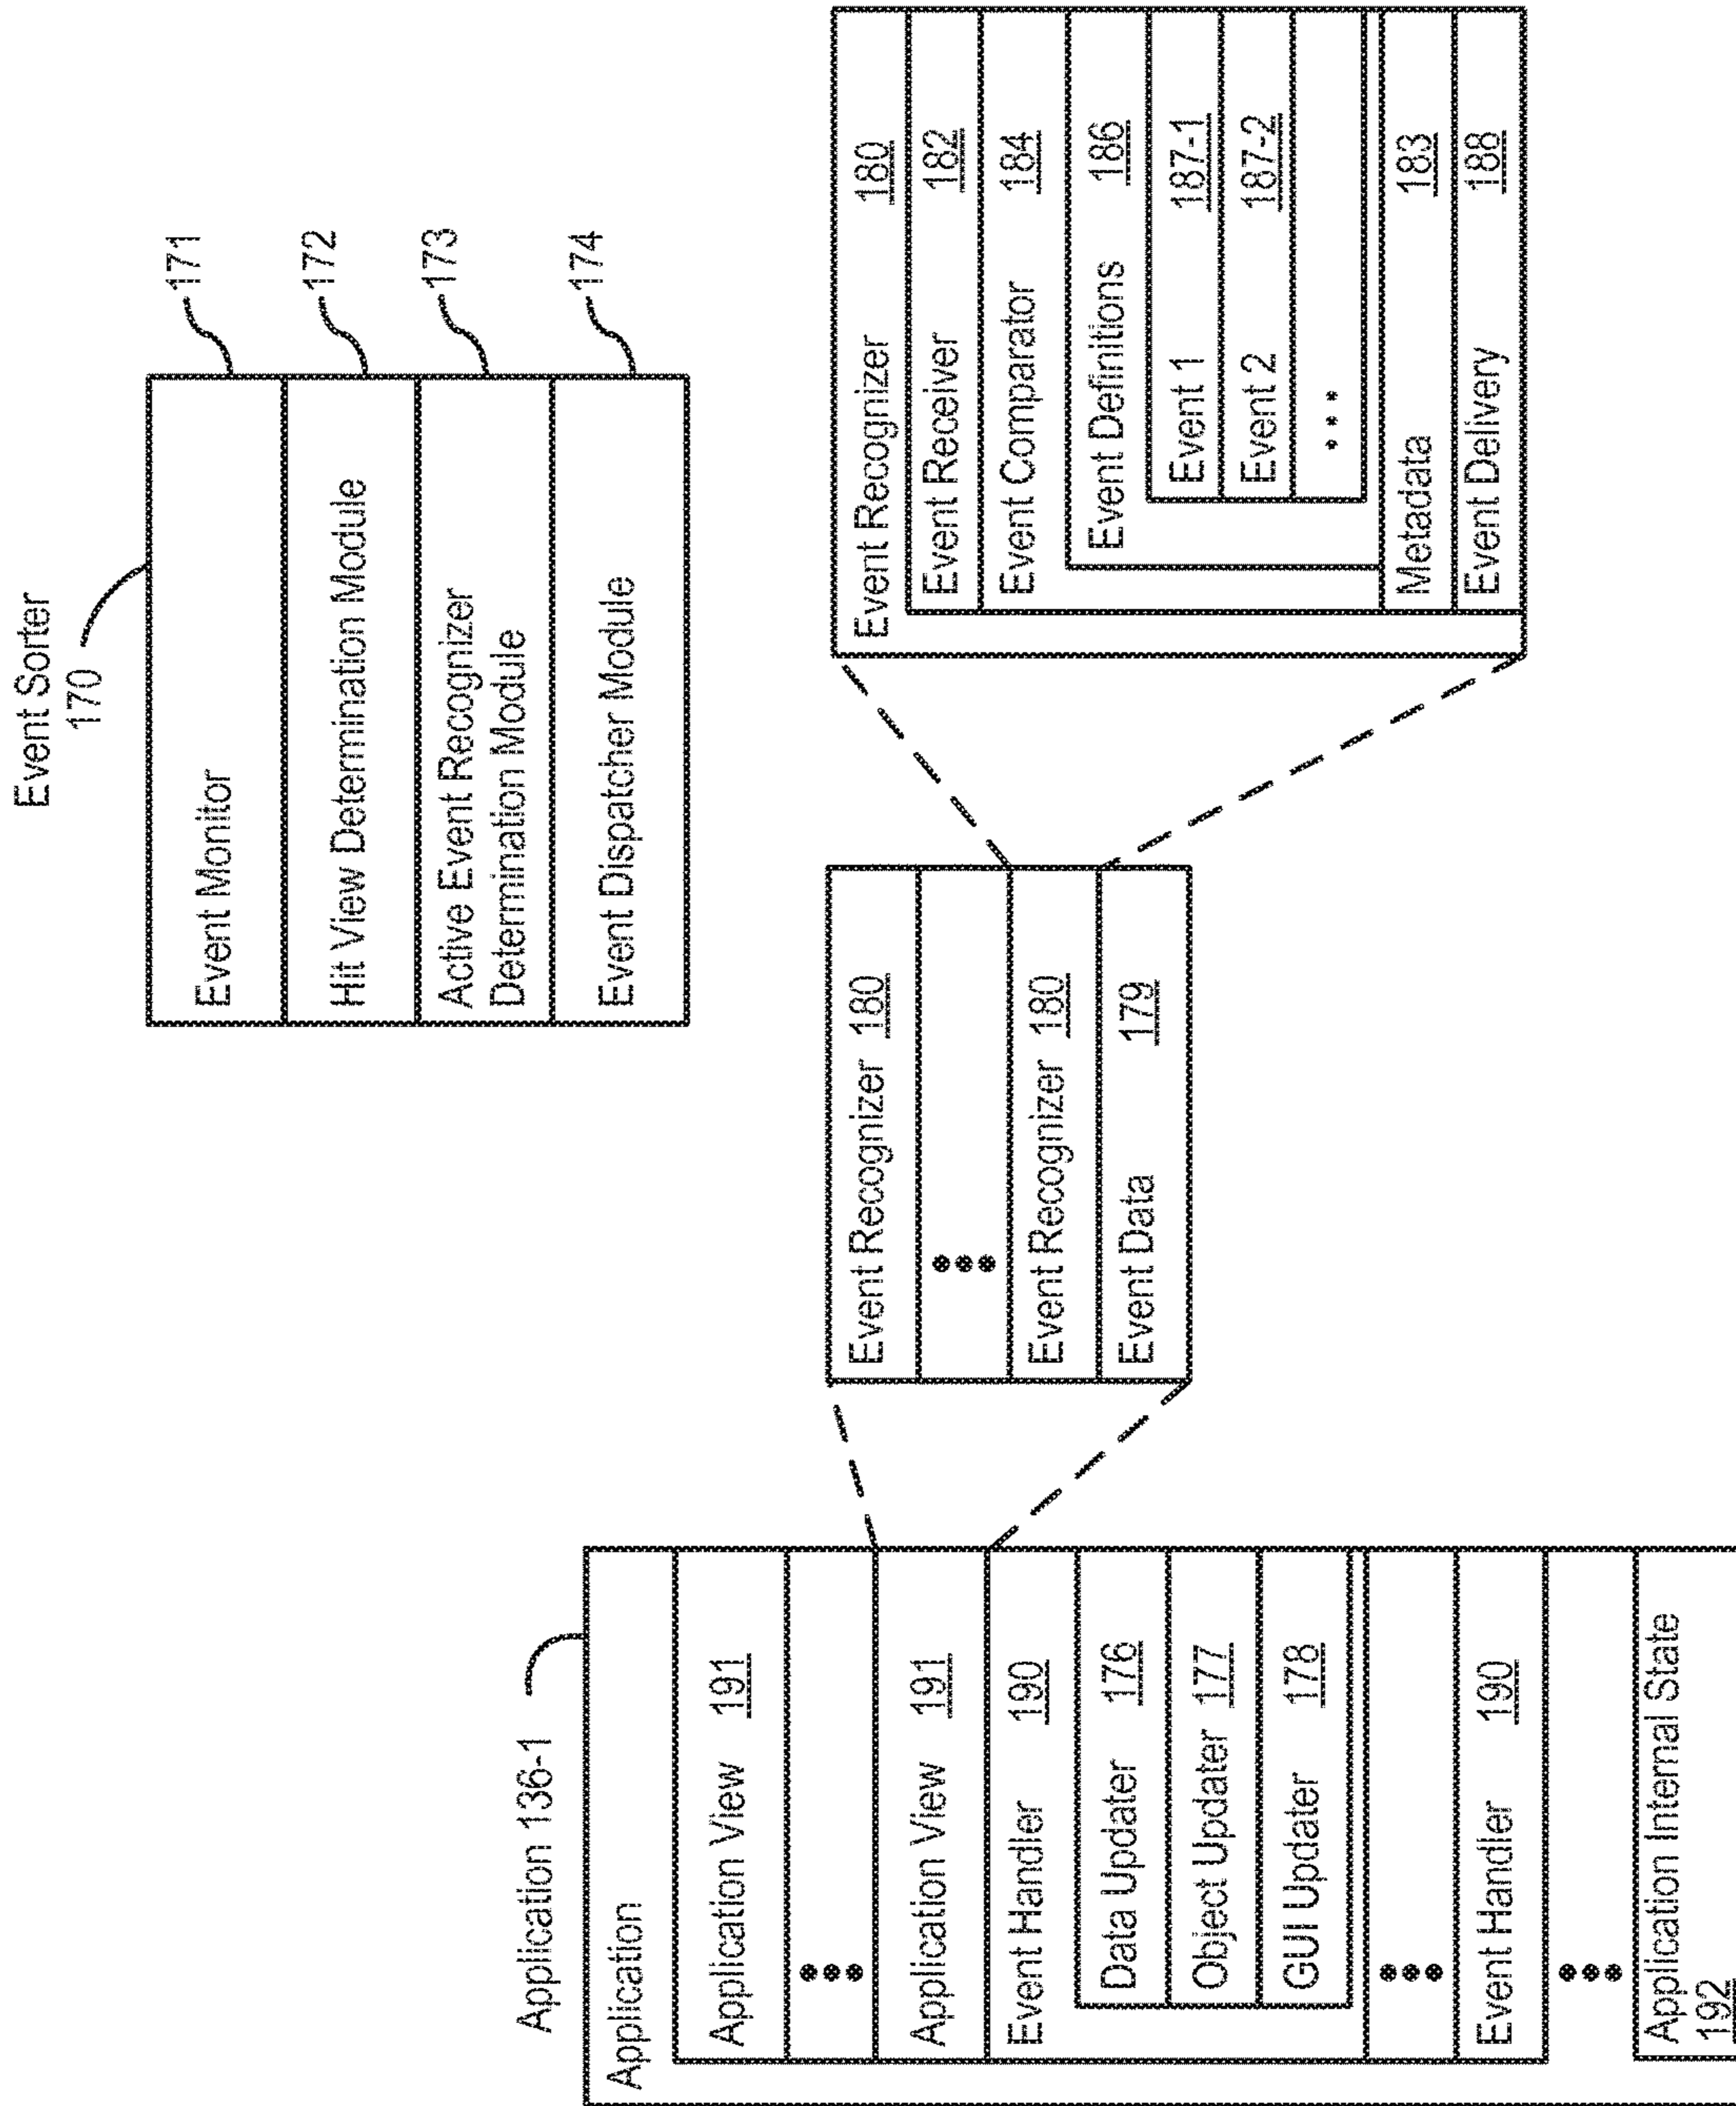 Event Sorter
170
Event Monitor
171
Hit View Determination Module
172
Active Event Recognizer
Determination Module
173
Event Dispatcher Module
174
Application 136-1
Application
Application View 191
•••
Application View 191
Event Handler 190
Data Updater 176
Object Updater 177
GUI Updater 178
•••
Event Handler 190
•••
Application Internal State
192
Event Recognizer 180
•••
Event Recognizer 180
Event Data 179
Event Recognizer 180
Event Receiver 182
Event Comparator 184
Event Definitions 186
Event 1 187-1
Event 2 187-2
•••
Metadata 183
Event Delivery 188